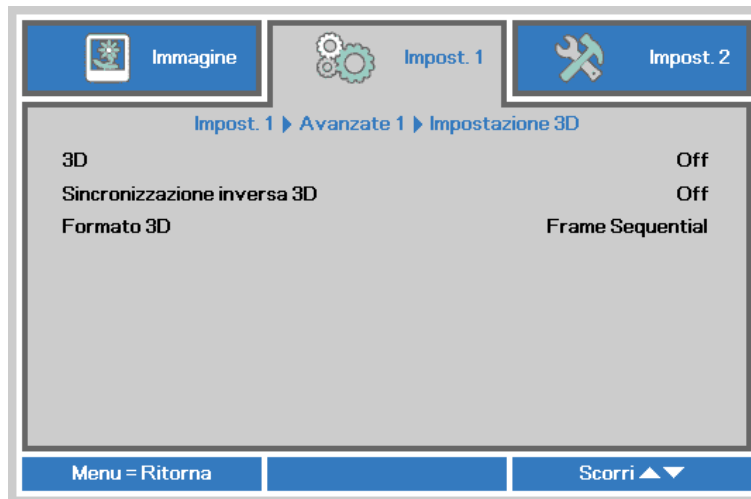 Immagine
Impost. 1
Impost. 2
Impost. 1 ▶ Avanzate 1 ▶ Impostazione 3D
3D Off
Sincronizzazione inversa 3D Off
Formato 3D Frame Sequential
Menu = Ritorna
Scorri ▲▼